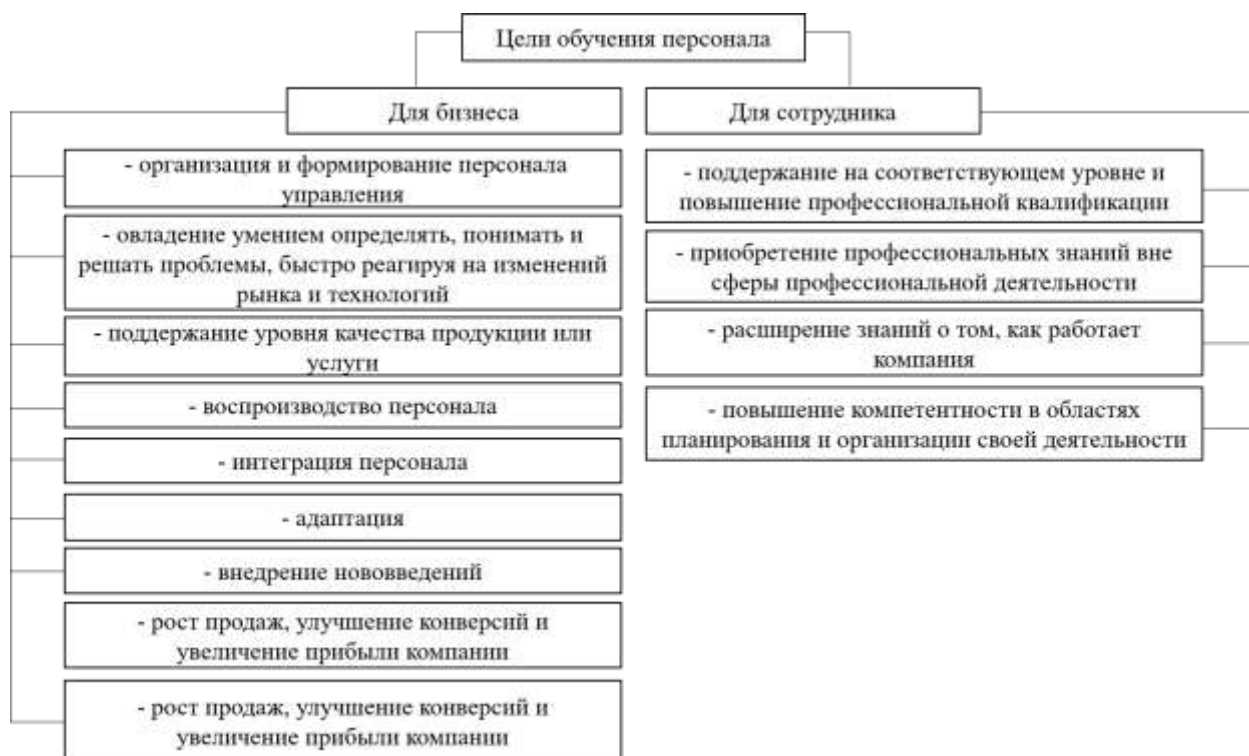 Цели обучения персонала
Для бизнеса
- организация и формирование персонала
управления
- овладение умением определять, понимать и
решать проблемы, быстро реагируя на изменений
рынка и технологий
- поддержание уровня качества продукции или
услуги
- воспроизводство персонала
- интеграция персонала
- адаптация
- внедрение нововведений
- рост продаж, улучшение конверсий и
увеличение прибыли компании
- рост продаж, улучшение конверсий и
увеличение прибыли компании
Для сотрудника
- поддержание на соответствующем уровне и
повышение профессиональной квалификации
- приобретение профессиональных знаний вне
сферы профессиональной деятельности
- расширение знаний о том, как работает
компания
- повышение компетентности в областях
планирования и организации своей деятельности